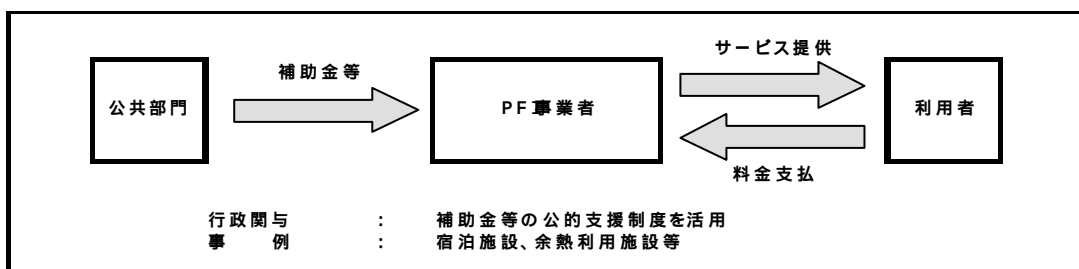 サービス提供
補助金等
公共部門
PFI事業者
利用者
料金支払
行政関与 : 補助金等の公的支援制度を活用
事 例 : 宿泊施設、余熱利用施設等